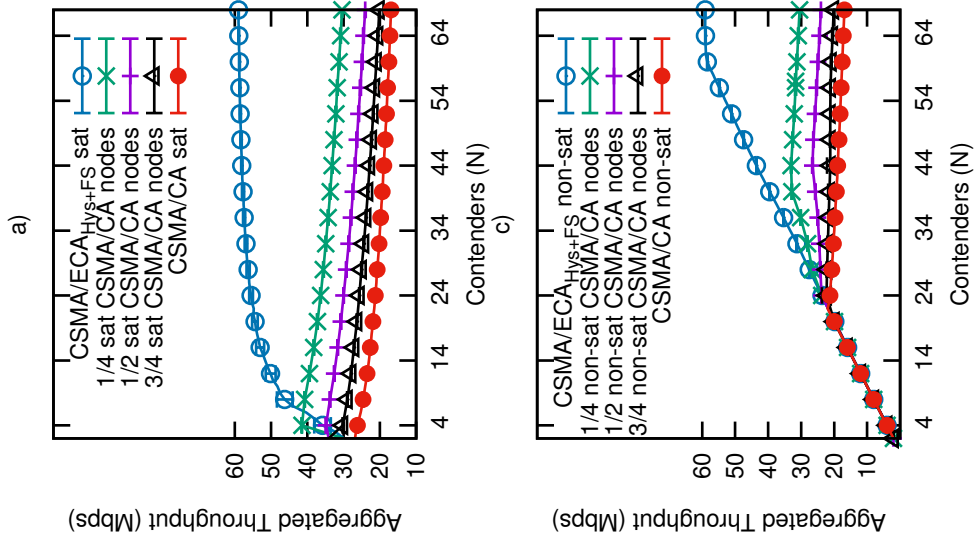 a)
CSMA/ECA_Hys+FS sat
1/4 sat CSMA/CA nodes
1/2 sat CSMA/CA nodes
3/4 sat CSMA/CA nodes
CSMA/CA sat
60
50
40
30
20
10
Aggregated Throughput (Mbps)
4 14 24 34 44 54 64
Contenders (N)
c)
CSMA/ECA_Hys+FS non-sat
1/4 non-sat CSMA/CA nodes
1/2 non-sat CSMA/CA nodes
3/4 non-sat CSMA/CA nodes
CSMA/CA non-sat
60
50
40
30
20
10
Aggregated Throughput (Mbps)
4 14 24 34 44 54 64
Contenders (N)